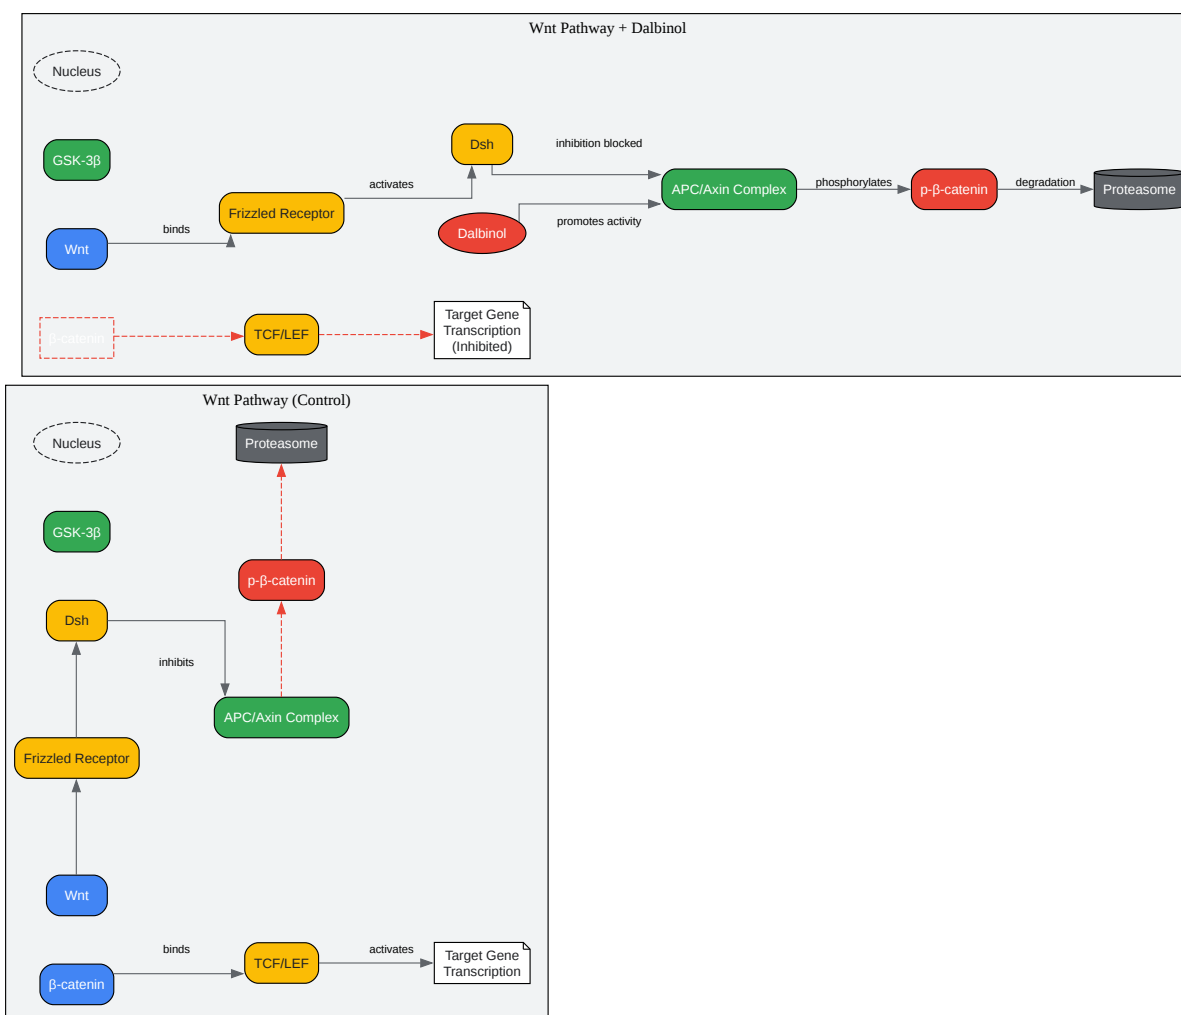 Wnt Pathway + Dalbinol
Nucleus
Dsh
inhibition blocked
GSK-3β
activates
APC/Axin Complex
phosphorylates
p-β-catenin
degradation
Proteasome
Frizzled Receptor
promotes activity
binds
Dalbinol
Wnt
Target Gene
Transcription
(Inhibited)
β-catenin
TCF/LEF
Wnt Pathway (Control)
Nucleus
Proteasome
GSK-3β
p-β-catenin
Dsh
inhibits
APC/Axin Complex
Frizzled Receptor
Wnt
binds
activates
β-catenin
TCF/LEF
Target Gene
Transcription